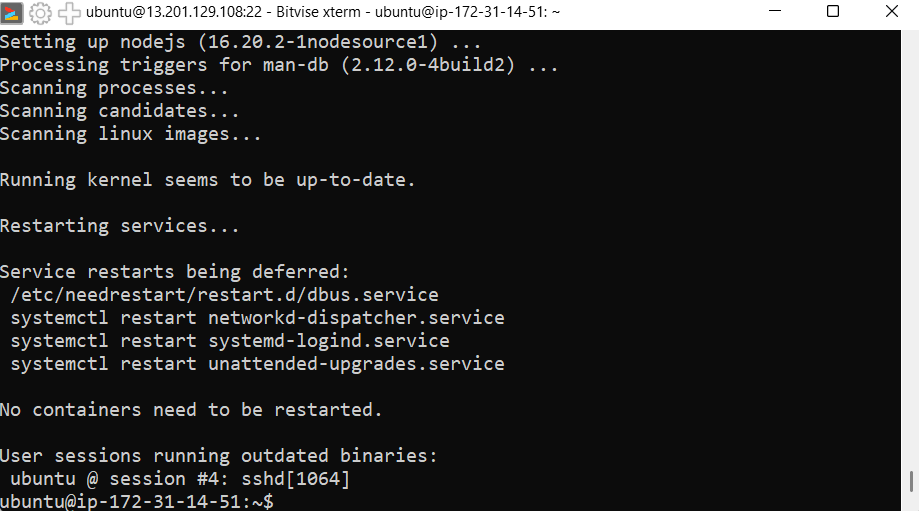 ubuntu@13.201.129.108:22 - Bitvise xterm - ubuntu@ip-172-31-14-51: ~
Setting up nodejs (16.20.2-1nodesource1) ...
Processing triggers for man-db (2.12.0-4build2) ...
Scanning processes...
Scanning candidates...
Scanning linux images...
Running kernel seems to be up-to-date.
Restarting services...
Service restarts being deferred:
/etc/needrestart/restart.d/dbus.service
systemctl restart networkd-dispatcher.service
systemctl restart systemd-logind.service
systemctl restart unattended-upgrades.service
No containers need to be restarted.
User sessions running outdated binaries:
ubuntu @ session #4: sshd[1064]
ubuntu@ip-172-31-14-51:~$